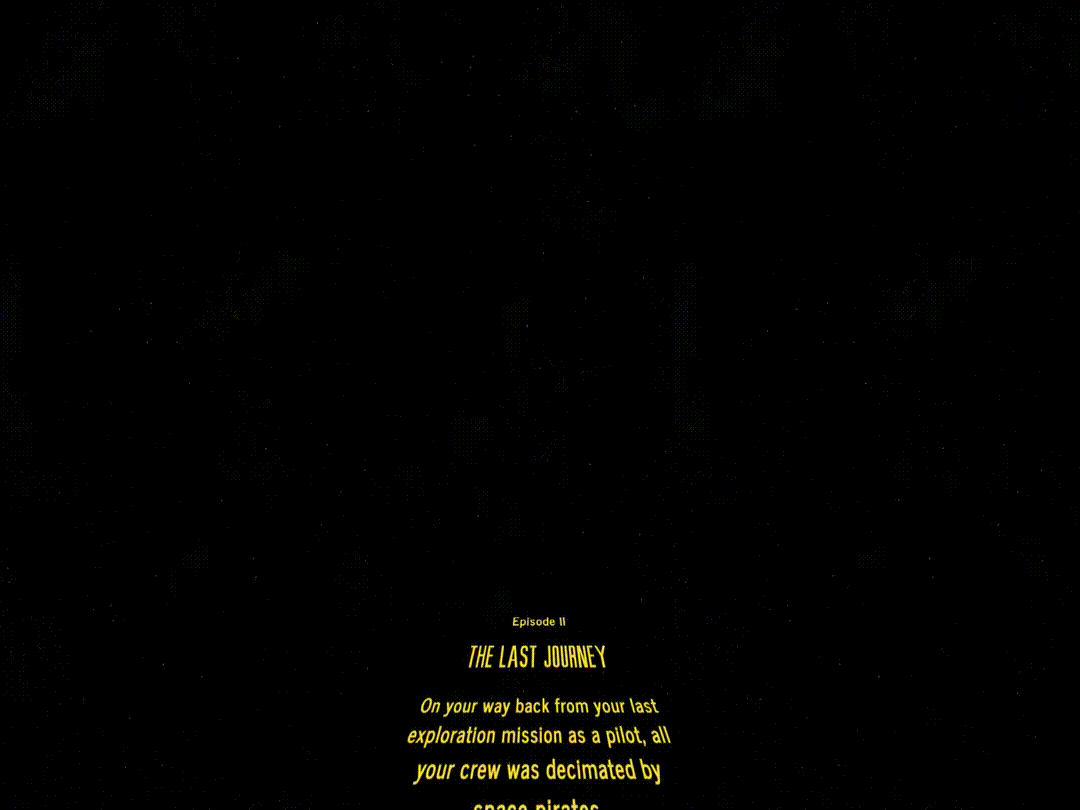 Episode II
THE LAST JOURNEY
On your way back from your last
exploration mission as a pilot, all
your crew was decimated by
space pirates